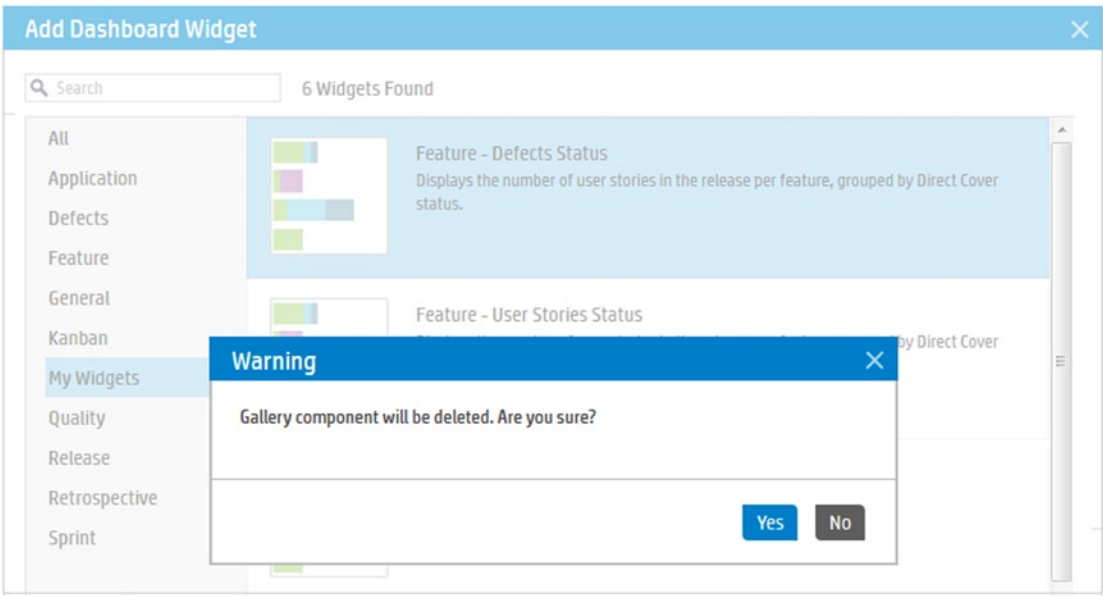 Add Dashboard Widget
Search
6 Widgets Found
All
Application
Defects
Feature
General
Kanban
My Widgets
Quality
Release
Retrospective
Sprint
Feature - Defects Status
Displays the number of user stories in the release per feature, grouped by Direct Cover
status.
Feature - User Stories Status
by Direct Cover
Warning
Gallery component will be deleted. Are you sure?
Yes
No